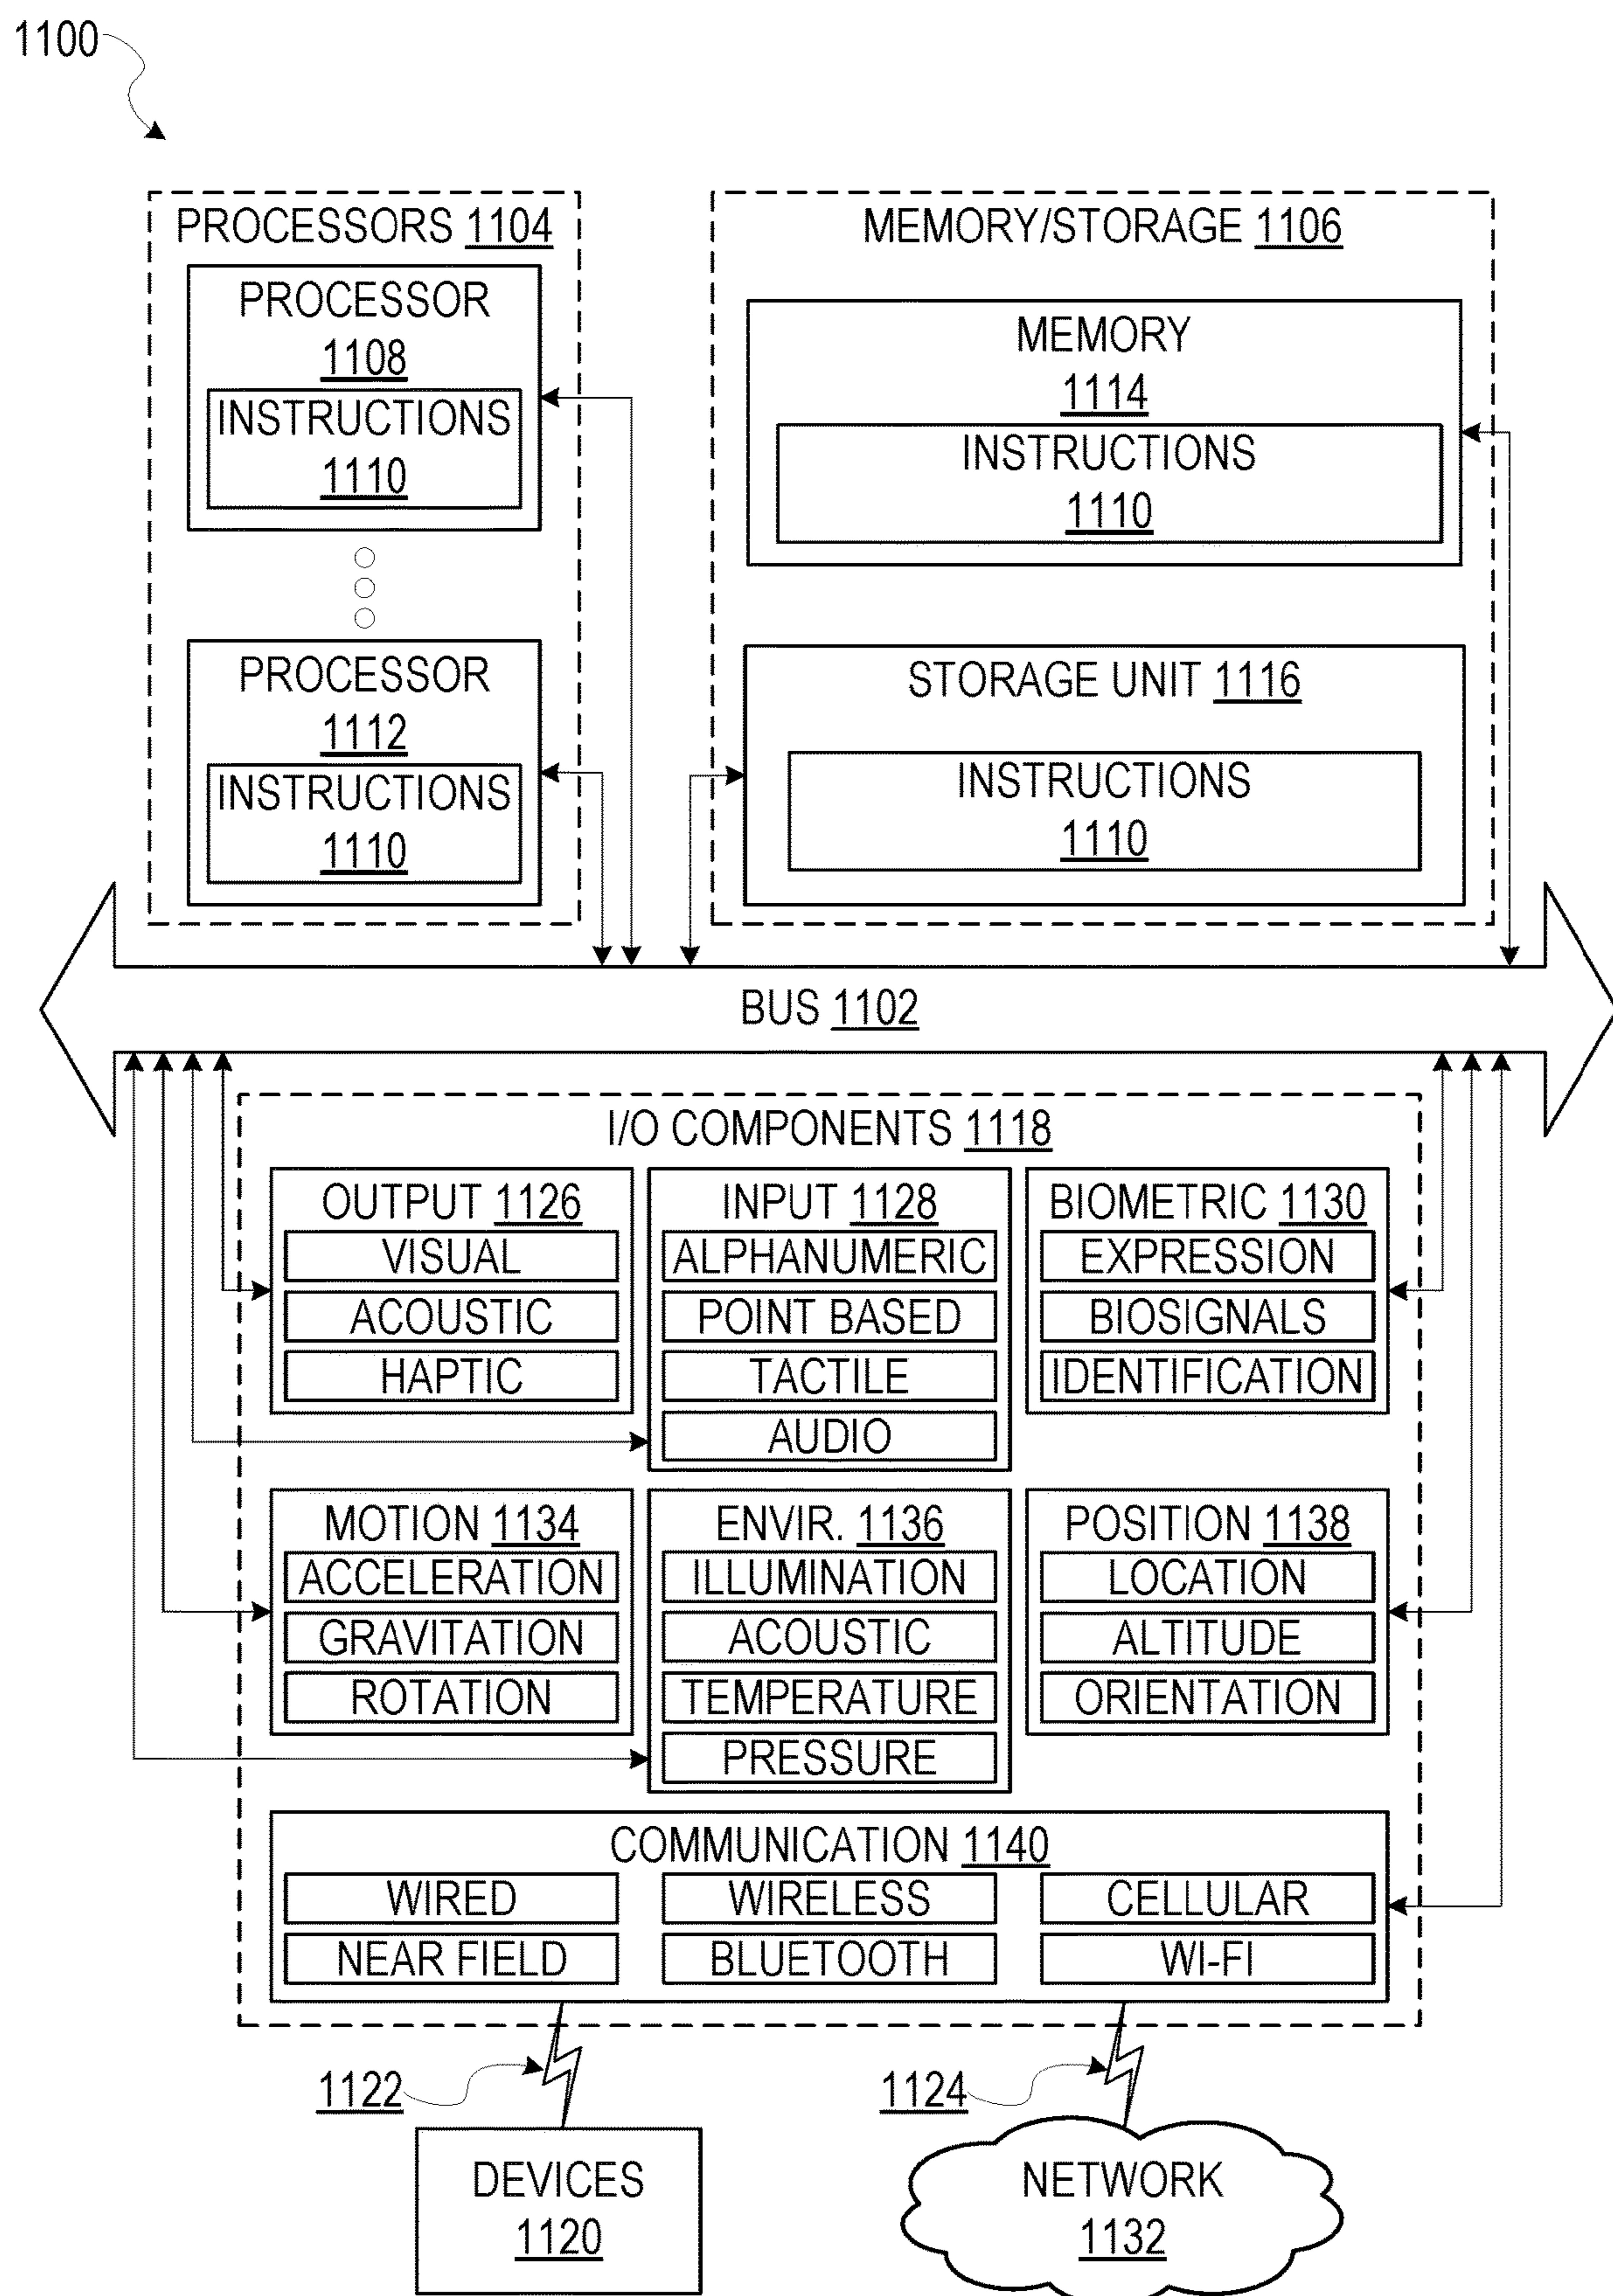 1100
PROCESSORS 1104
PROCESSOR
1108
INSTRUCTIONS
1110
PROCESSOR
1112
INSTRUCTIONS
1110
MEMORY/STORAGE 1106
MEMORY
1114
INSTRUCTIONS
1110
STORAGE UNIT 1116
INSTRUCTIONS
1110
BUS 1102
I/O COMPONENTS 1118
OUTPUT 1126
VISUAL
ACOUSTIC
HAPTIC
INPUT 1128
ALPHANUMERIC
POINT BASED
TACTILE
AUDIO
BIOMETRIC 1130
EXPRESSION
BIOSIGNALS
IDENTIFICATION
MOTION 1134
ACCELERATION
GRAVITATION
ROTATION
ENVIR. 1136
ILLUMINATION
ACOUSTIC
TEMPERATURE
PRESSURE
POSITION 1138
LOCATION
ALTITUDE
ORIENTATION
COMMUNICATION 1140
WIRED
WIRELESS
CELLULAR
NEAR FIELD
BLUETOOTH
WI-FI
1122
1124
DEVICES
1120
NETWORK
1132